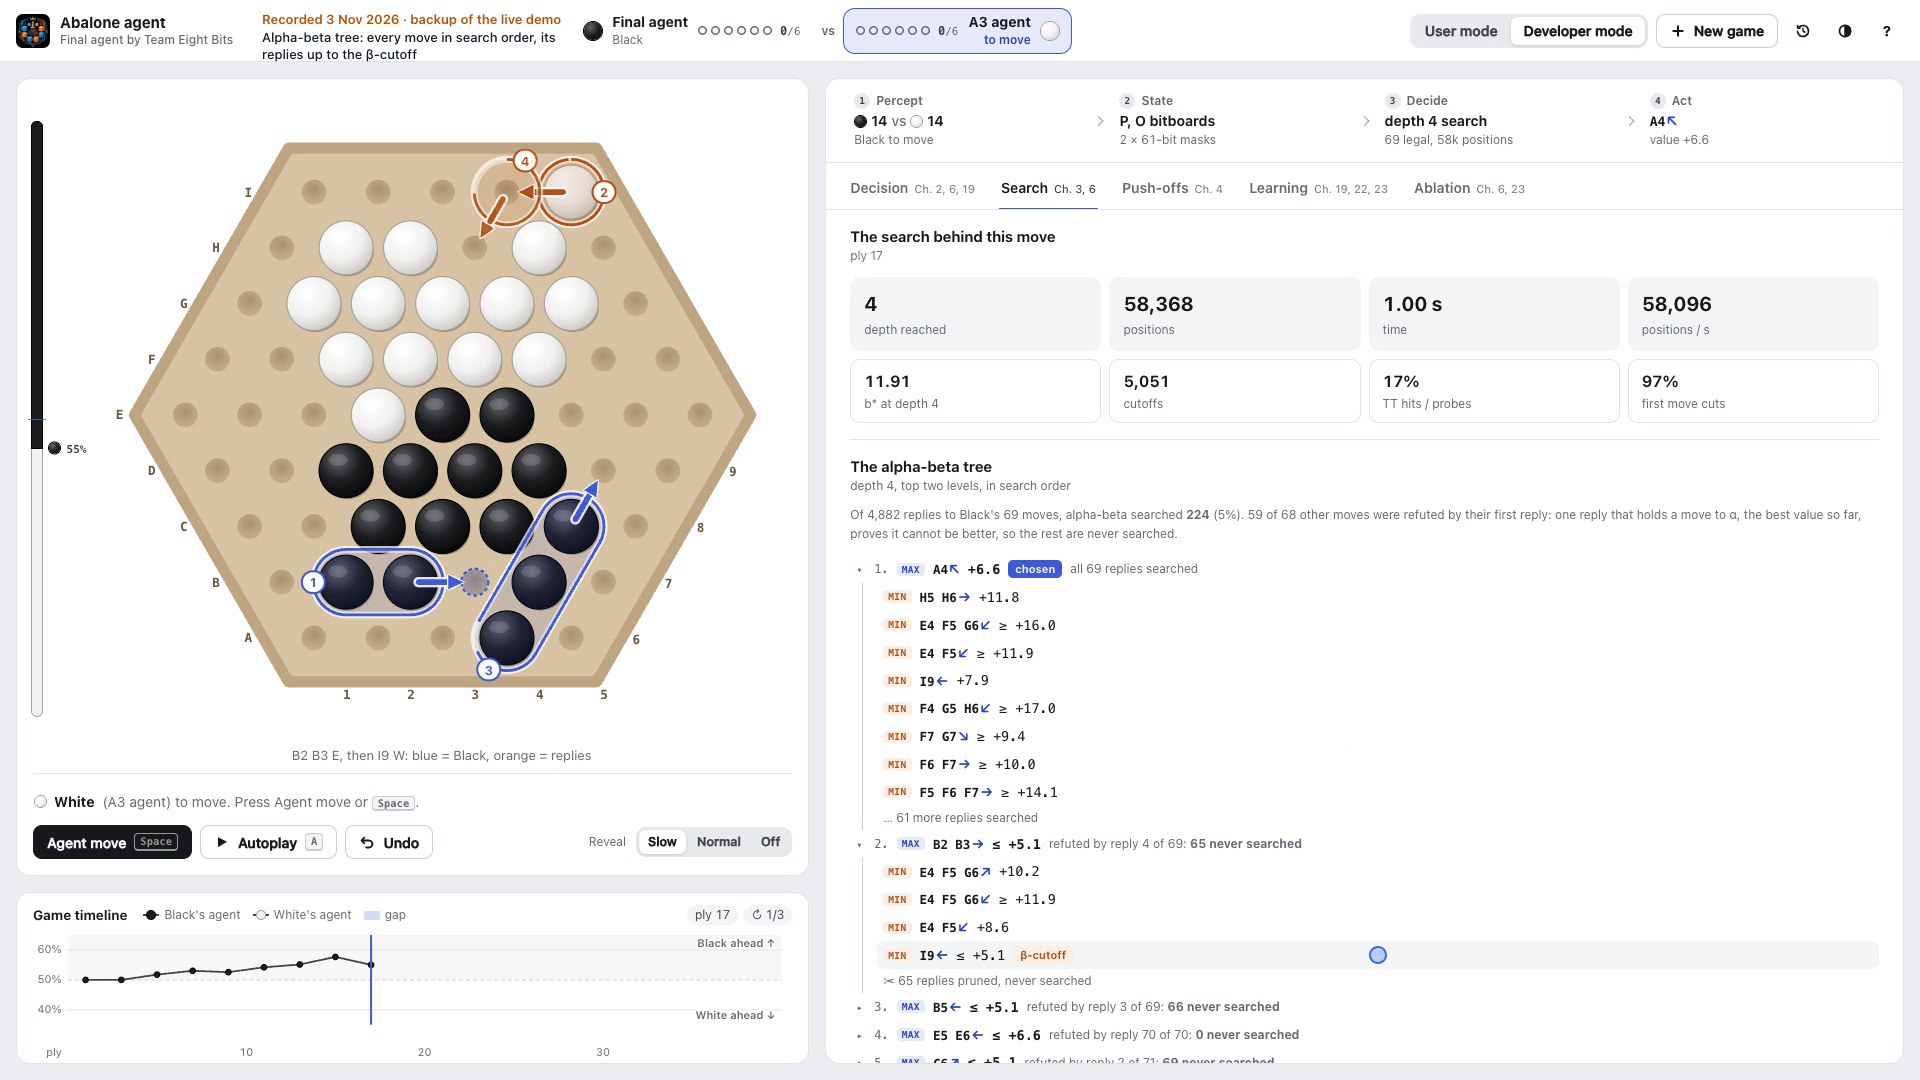 Abalone agent
Final agent by Team Eight Bits
Recorded 3 Nov 2026 · backup of the live demo
Alpha-beta tree: every move in search order, its
replies up to the β-cutoff
Final agent
Black
0/6
vs
0/6
A3 agent
to move
User mode
Developer mode
+ New game
?
I
H
G
F
E
D
C
B
A
9
8
7
6
1
2
3
4
5
4
2
1
3
55%
B2 B3 E, then I9 W: blue = Black, orange = replies
White (A3 agent) to move. Press Agent move or Space.
Agent move Space
Autoplay A
Undo
Reveal
Slow
Normal
Off
Game timeline
Black's agent
White's agent
gap
ply 17
↻ 1/3
60%
50%
40%
Black ahead ↑
White ahead ↓
ply
10
20
30
1 Percept
14 vs 14
Black to move
2 State
P, O bitboards
2 × 61-bit masks
3 Decide
depth 4 search
69 legal, 58k positions
4 Act
A4↖
value +6.6
Decision Ch. 2, 6, 19
Search Ch. 3, 6
Push-offs Ch. 4
Learning Ch. 19, 22, 23
Ablation Ch. 6, 23
The search behind this move
ply 17
4
depth reached
58,368
positions
1.00 s
time
58,096
positions / s
11.91
b* at depth 4
5,051
cutoffs
17%
TT hits / probes
97%
first move cuts
The alpha-beta tree
depth 4, top two levels, in search order
Of 4,882 replies to Black's 69 moves, alpha-beta searched 224 (5%). 59 of 68 other moves were refuted by their first reply: one reply that holds a move to α, the best value so far,
proves it cannot be better, so the rest are never searched.
▾ 1. MAX A4↖ +6.6 chosen all 69 replies searched
MIN H5 H6→ +11.8
MIN E4 F5 G6↙ ≥ +16.0
MIN E4 F5↙ ≥ +11.9
MIN I9← +7.9
MIN F4 G5 H6↙ ≥ +17.0
MIN F7 G7↘ ≥ +9.4
MIN F6 F7→ ≥ +10.0
MIN F5 F6 F7→ ≥ +14.1
… 61 more replies searched
▾ 2. MAX B2 B3→ ≤ +5.1 refuted by reply 4 of 69: 65 never searched
MIN E4 F5 G6↗ +10.2
MIN E4 F5 G6↙ ≥ +11.9
MIN E4 F5↙ +8.6
MIN I9← ≤ +5.1 β-cutoff
✂ 65 replies pruned, never searched
▸ 3. MAX B5← ≤ +5.1 refuted by reply 3 of 69: 66 never searched
▸ 4. MAX E5 E6← ≤ +6.6 refuted by reply 70 of 70: 0 never searched
5. MAX ≤ +5.1 refuted by reply 2 of 71: 69 never searched